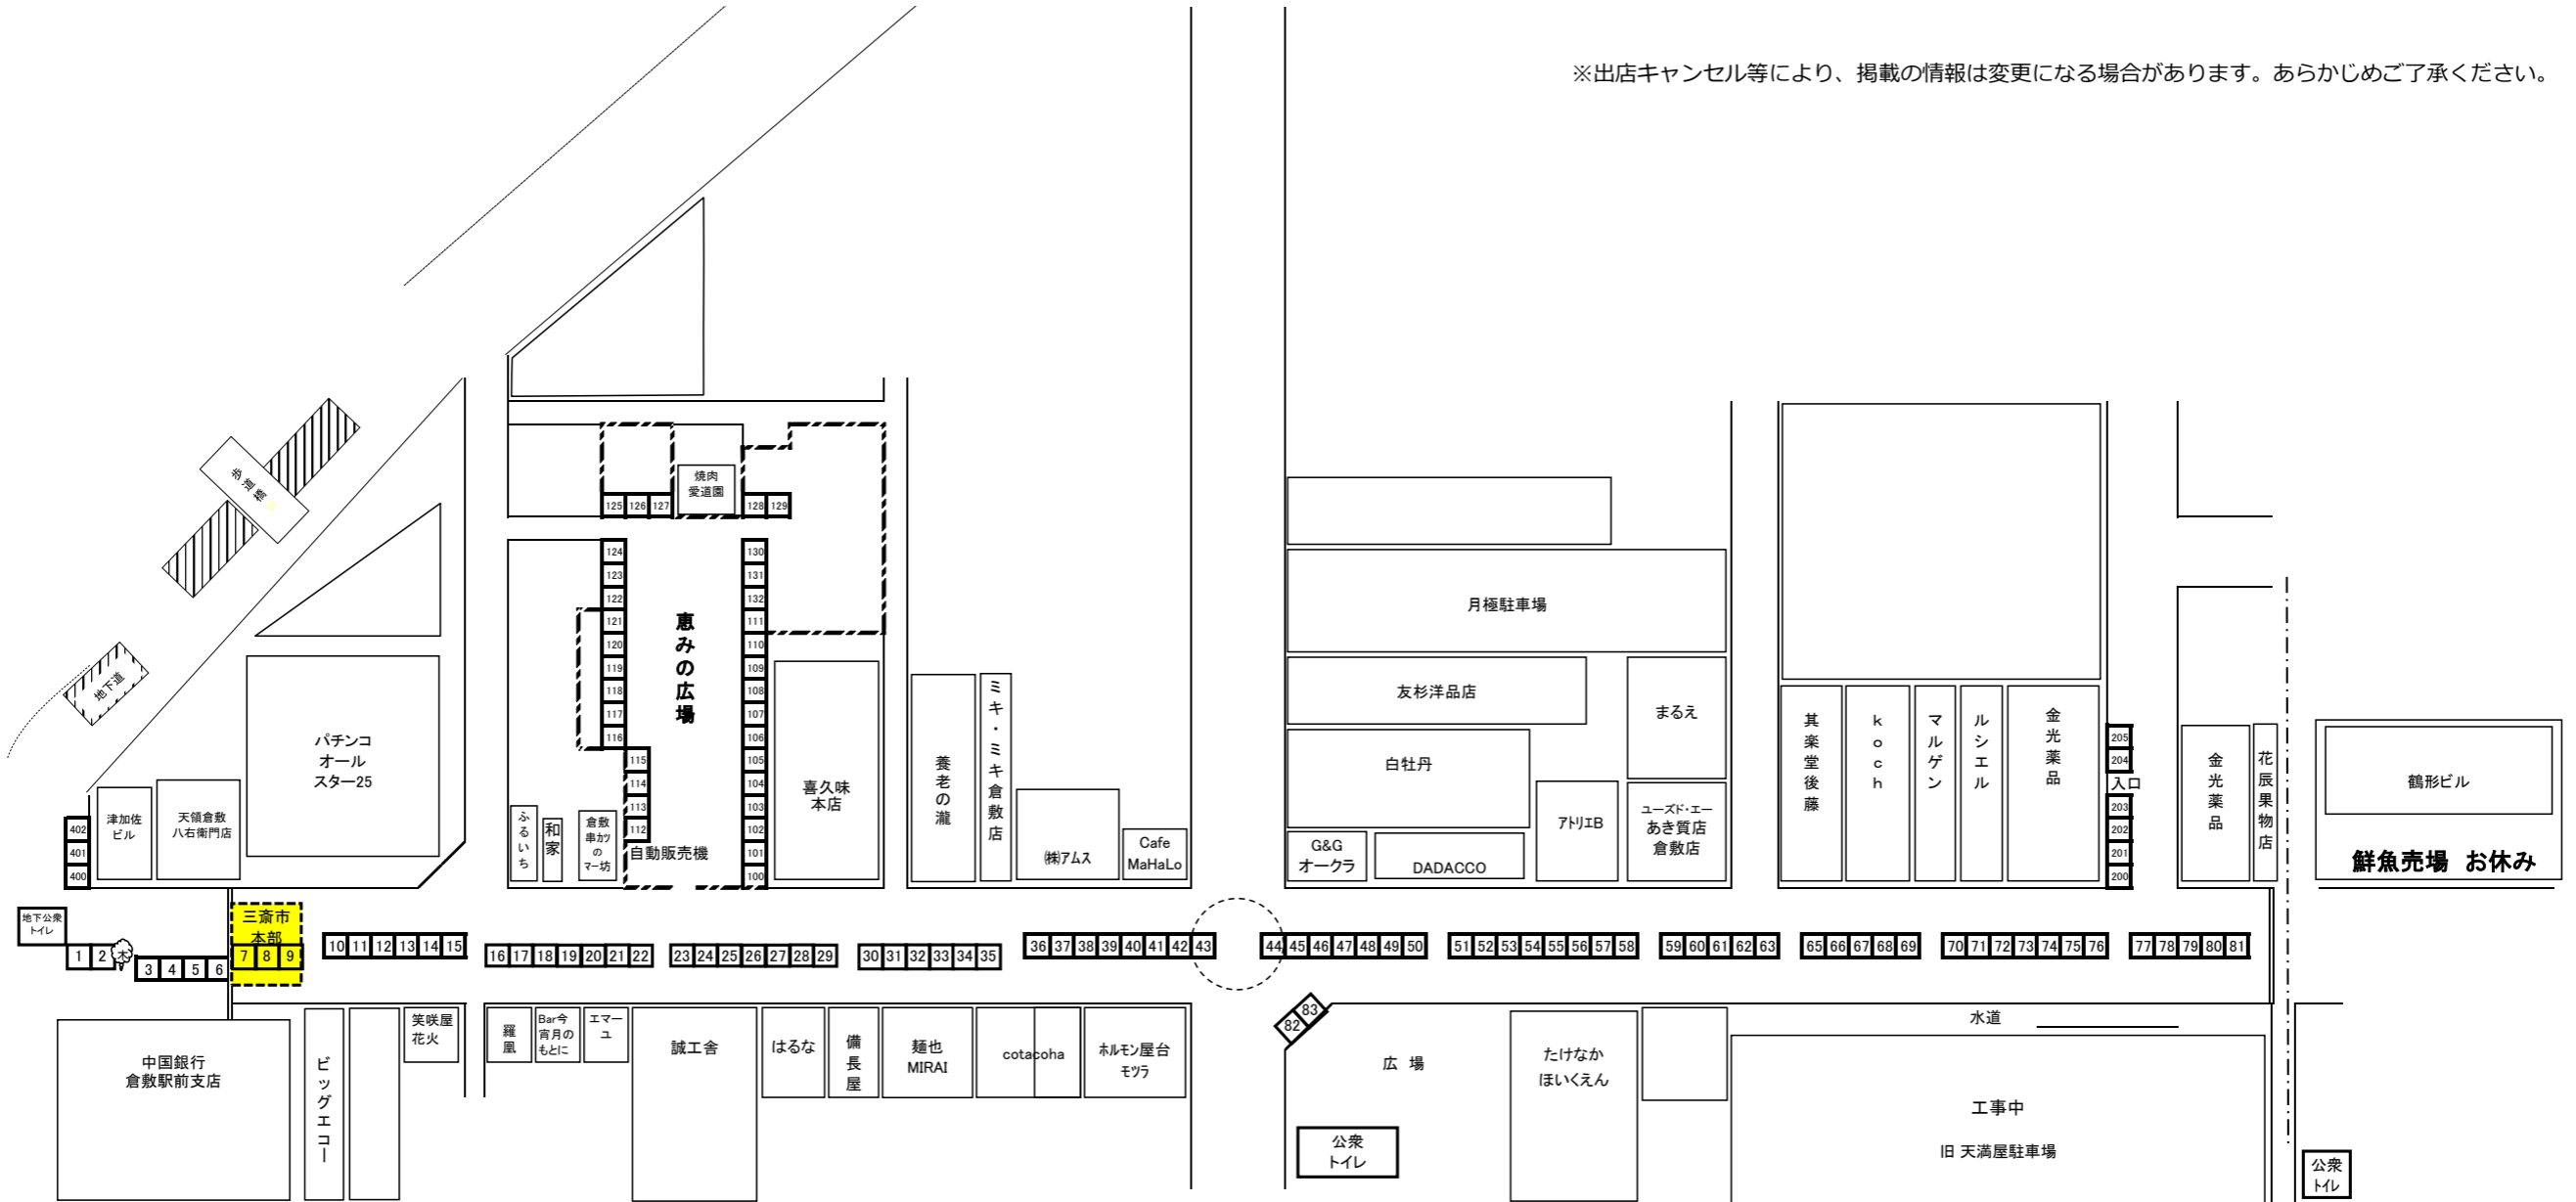 ※出店キャンセル等により、掲載の情報は変更になる場合があります。あらかじめご了承ください。
歩道橋
地下道
焼肉
愛道園
125 126 127
128 129
124
123
122
121
120
119
118
117
116
115
114
113
112
恵みの広場
130
131
132
111
110
109
108
107
106
105
104
103
102
101
100
自動販売機
パチンコ
オール
スター25
津加佐
ビル
天領倉敷
八右衛門店
402
401
400
ふるいち
和家
倉敷
串カツ
の
マー坊
喜久味
本店
養老の瀧
ミキ・ミキ倉敷店
㈱アムス
Cafe
MaHaLo
月極駐車場
友杉洋品店
まるえ
白牡丹
G&G
オークラ
DADACCO
アトリエB
ユーズド・エー
あき質店
倉敷店
其楽堂後藤
koch
マルゲン
ルシエル
金光薬品
205
204
入口
203
202
201
200
金光薬品
花辰果物店
鶴形ビル
鮮魚売場 お休み
地下公衆
トイレ
1 2
木
3 4 5 6
三斎市
本部
7 8 9
10 11 12 13 14 15
16 17 18 19 20 21 22
23 24 25 26 27 28 29
30 31 32 33 34 35
36 37 38 39 40 41 42 43
44 45 46 47 48 49 50
51 52 53 54 55 56 57 58
59 60 61 62 63
65 66 67 68 69
70 71 72 73 74 75 76
77 78 79 80 81
82 83
中国銀行
倉敷駅前支店
ビッグエコー
笑咲屋
花火
羅凰
Bar今
宵月の
もとに
エマー
ユ
誠工舎
はるな
備長屋
麺也
MIRAI
cotacoha
ホルモン屋台
モツラ
広 場
公衆
トイレ
たけなか
ほいくえん
水道
工事中
旧 天満屋駐車場
公衆
トイレ